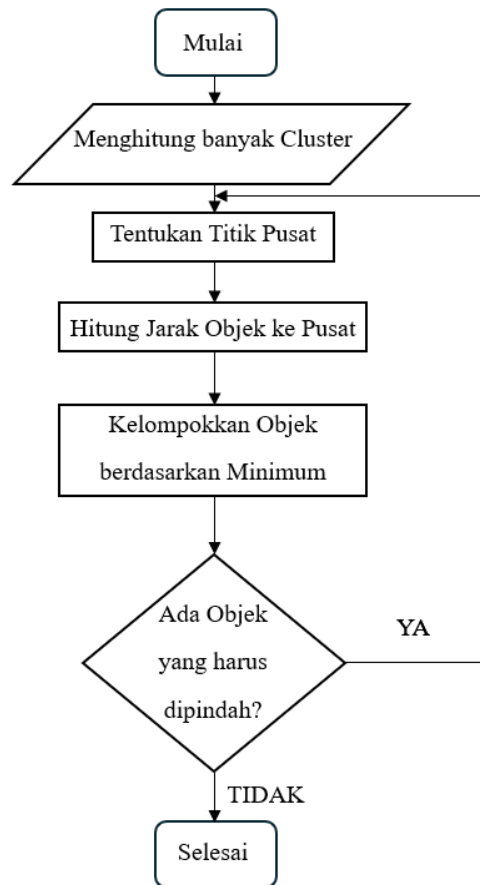 Mulai
Menghitung banyak Cluster
Tentukan Titik Pusat
Hitung Jarak Objek ke Pusat
Kelompokkan Objek
berdasarkan Minimum
Ada Objek
yang harus
dipindah?
YA
TIDAK
Selesai